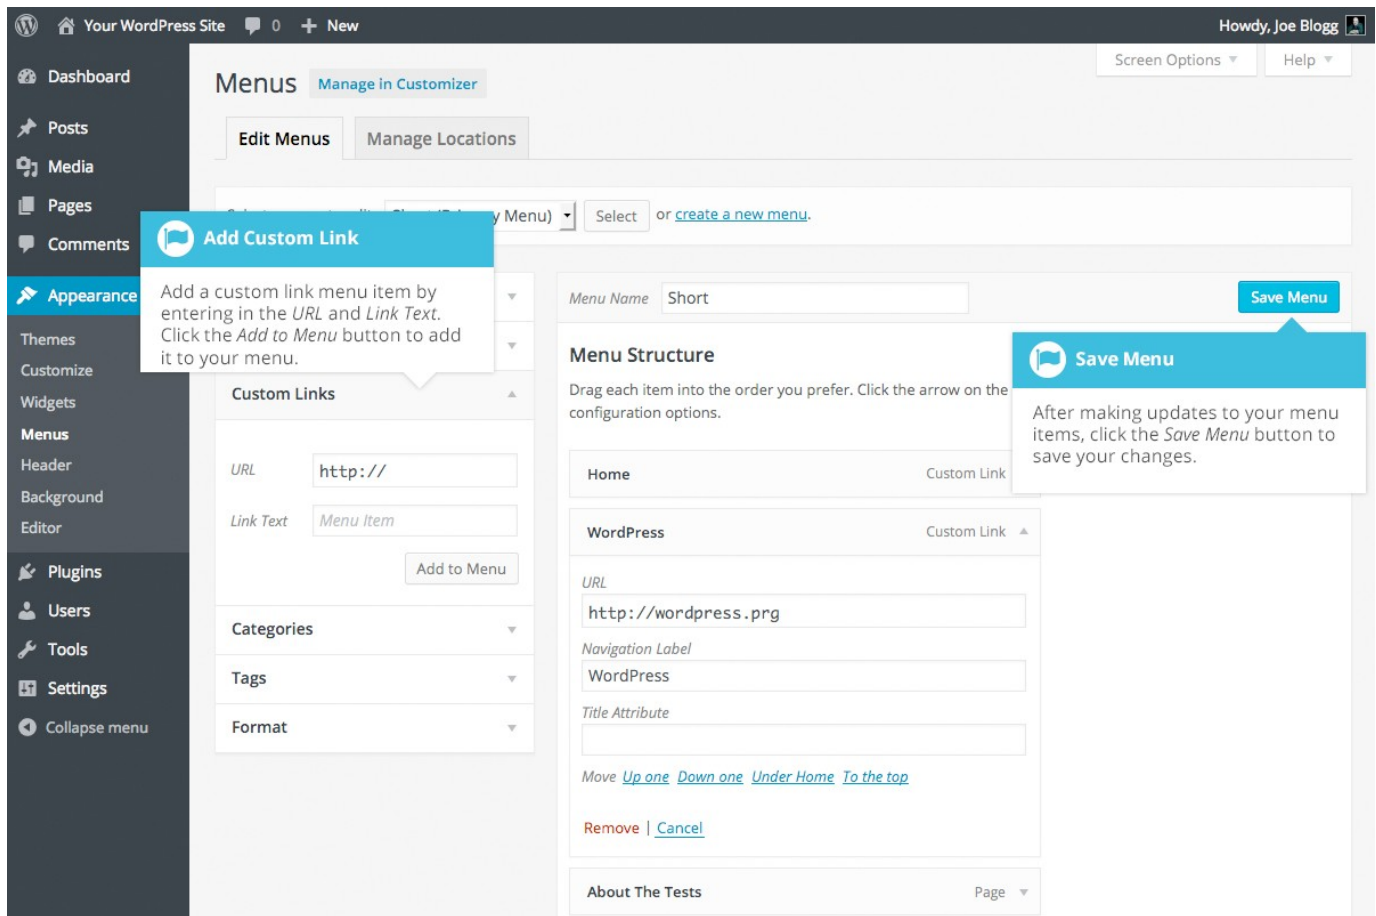 Your WordPress Site 0 New Howdy, Joe Blogg
Screen Options Help
Dashboard
Posts
Media
Pages
Comments
Appearance
Themes
Customize
Widgets
Menus
Header
Background
Editor
Plugins
Users
Tools
Settings
Collapse menu
Menus Manage in Customizer
Edit Menus Manage Locations
Menu) Select or create a new menu.
Add Custom Link
Add a custom link menu item by
entering in the URL and Link Text.
Click the Add to Menu button to add
it to your menu.
Custom Links
URL http://
Link Text Menu Item
Add to Menu
Categories
Tags
Format
Menu Name Short Save Menu
Menu Structure
Drag each item into the order you prefer. Click the arrow on the
configuration options.
Save Menu
After making updates to your menu
items, click the Save Menu button to
save your changes.
Home Custom Link
WordPress Custom Link
URL
http://wordpress.prg
Navigation Label
WordPress
Title Attribute
Move Up one Down one Under Home To the top
Remove | Cancel
About The Tests Page